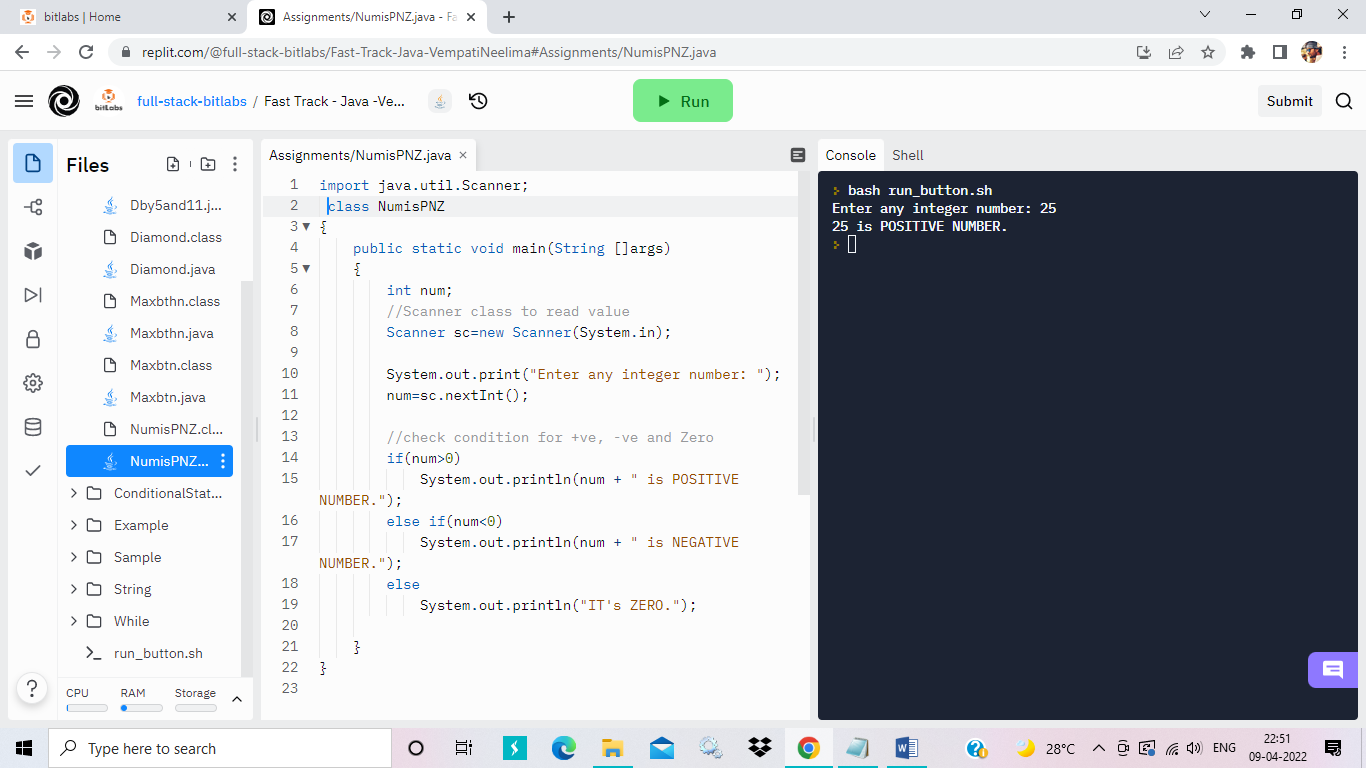 bitlabs | Home
Assignments/NumisPNZ.java - Fa
replit.com/@full-stack-bitlabs/Fast-Track-Java-VempatiNeelima#Assignments/NumisPNZ.java
bitLabs
full-stack-bitlabs / Fast Track - Java -Ve...
Run
Submit
Files
Dby5and11.j...
Diamond.class
Diamond.java
Maxbthn.class
Maxbthn.java
Maxbtn.class
Maxbtn.java
NumisPNZ.cl...
NumisPNZ...
ConditionalStat...
Example
Sample
String
While
run_button.sh
CPU RAM Storage
Assignments/NumisPNZ.java
1 import java.util.Scanner;
2 class NumisPNZ
3 {
4 public static void main(String []args)
5 {
6 int num;
7 //Scanner class to read value
8 Scanner sc=new Scanner(System.in);
9
10 System.out.print("Enter any integer number: ");
11 num=sc.nextInt();
12
13 //check condition for +ve, -ve and Zero
14 if(num>0)
15 System.out.println(num + " is POSITIVE
NUMBER.");
16 else if(num<0)
17 System.out.println(num + " is NEGATIVE
NUMBER.");
18 else
19 System.out.println("IT's ZERO.");
20
21 }
22 }
23
Console Shell
> bash run_button.sh
Enter any integer number: 25
25 is POSITIVE NUMBER.
>
?
Type here to search
28°C
ENG
22:51
09-04-2022